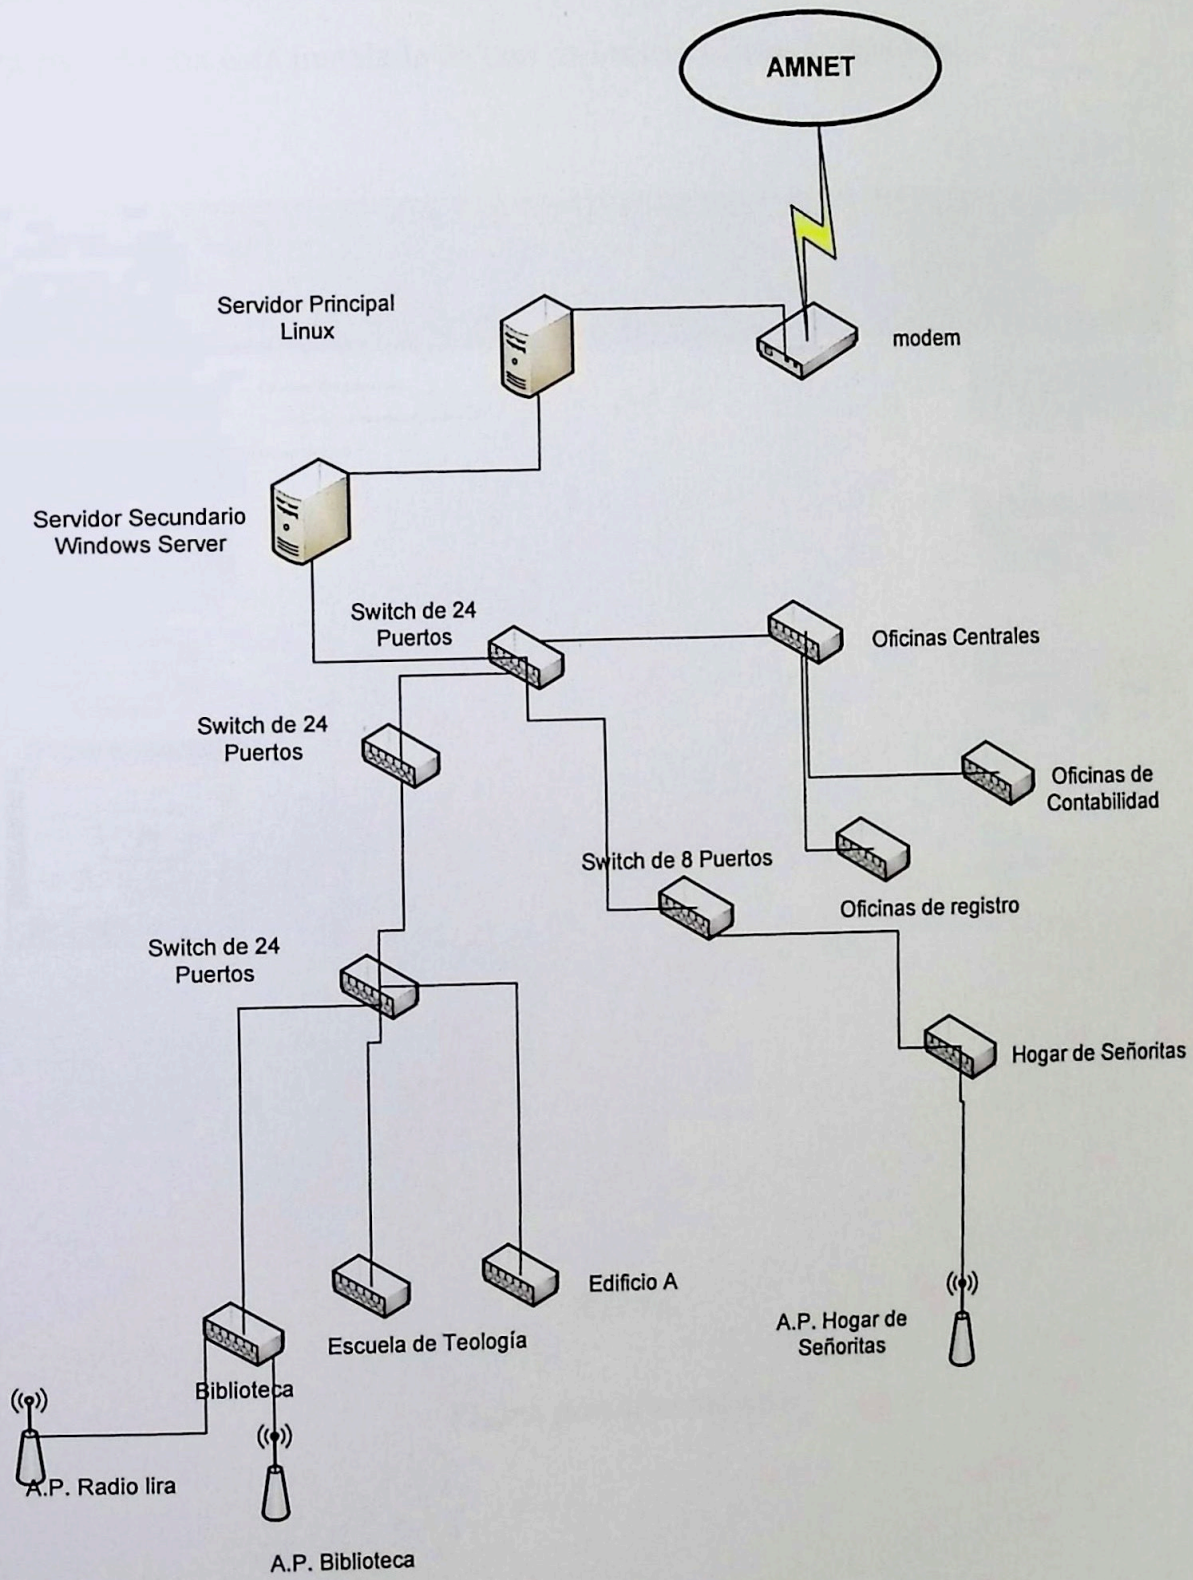 AMNET
Servidor Principal
Linux
modem
Servidor Secundario
Windows Server
Switch de 24
Puertos
Oficinas Centrales
Switch de 24
Puertos
Oficinas de
Contabilidad
Switch de 8 Puertos
Oficinas de registro
Switch de 24
Puertos
Hogar de Señoritas
Edificio A
A.P. Hogar de
Señoritas
Escuela de Teología
Biblioteca
A.P. Radio lira
A.P. Biblioteca